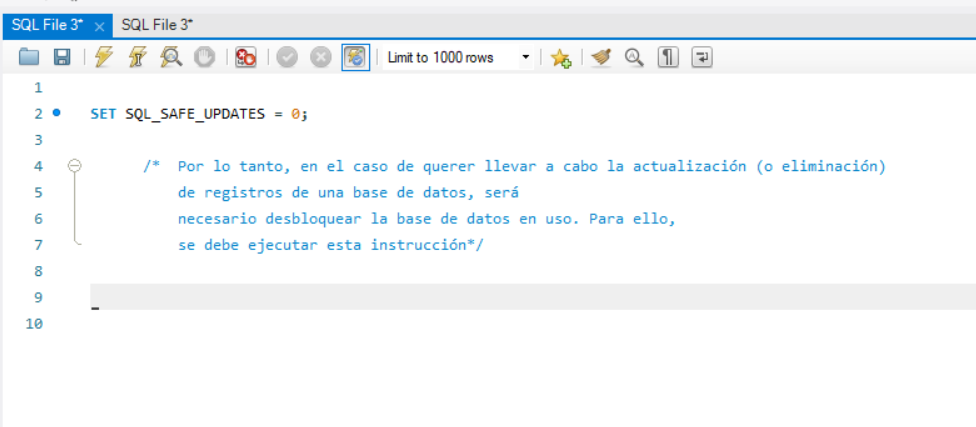 SQL File 3* SQL File 3*
Limit to 1000 rows
1
2 SET SQL_SAFE_UPDATES = 0;
3
4 /* Por lo tanto, en el caso de querer llevar a cabo la actualización (o eliminación)
5 de registros de una base de datos, será
6 necesario desbloquear la base de datos en uso. Para ello,
7 se debe ejecutar esta instrucción*/
8
9
10